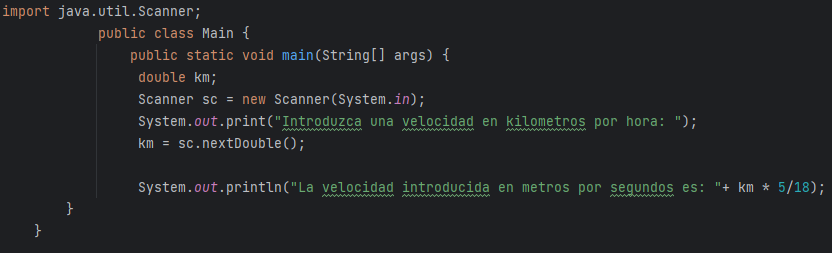 import java.util.Scanner;
public class Main {
public static void main(String[] args) {
double km;
Scanner sc = new Scanner(System.in);
System.out.print("Introduzca una velocidad en kilometros por hora: ");
km = sc.nextDouble();
System.out.println("La velocidad introducida en metros por segundos es: "+ km * 5/18);
}
}